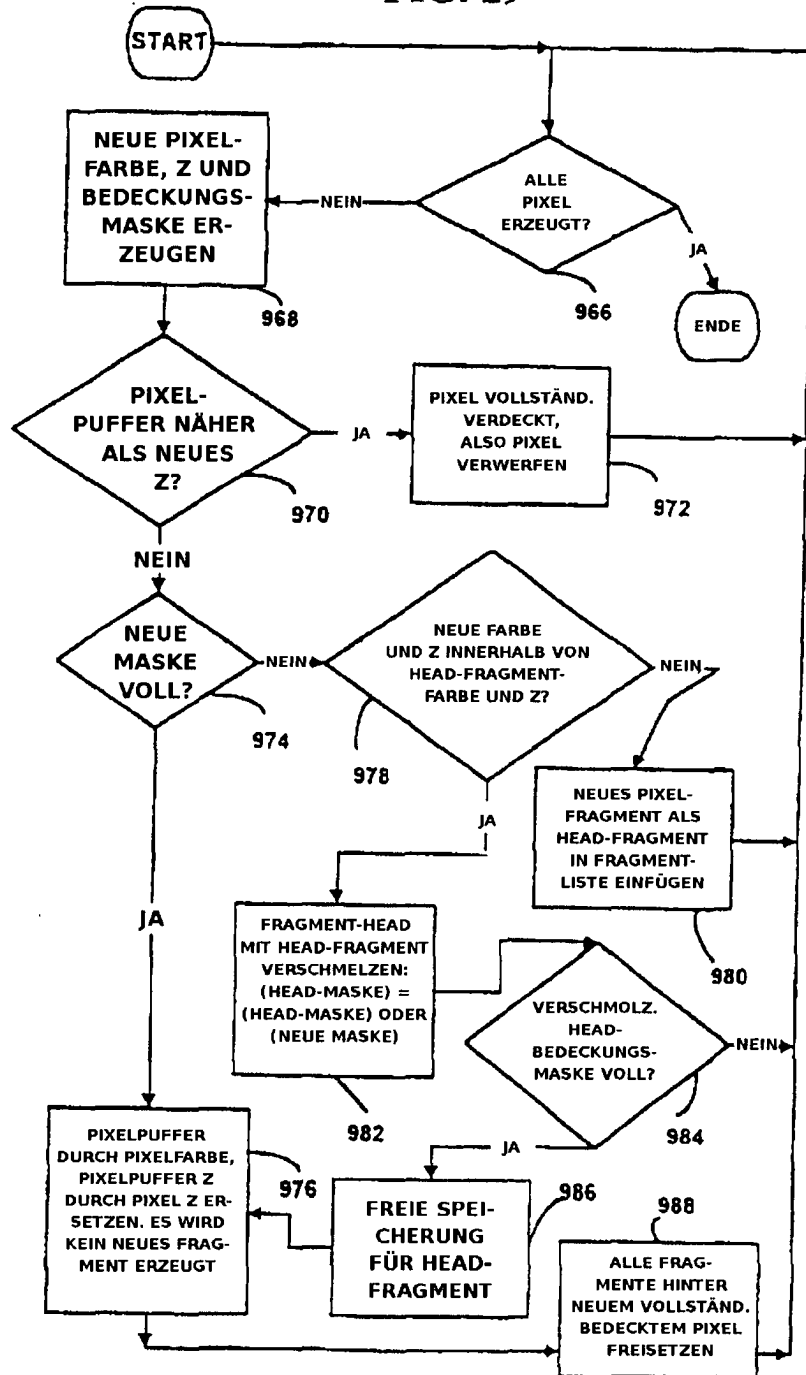 START
NEUE PIXEL-
FARBE, Z UND
BEDECKUNGS-
MASKE ER-
ZEUGEN
968
NEIN
ALLE
PIXEL
ERZEUGT?
966
JA
ENDE
PIXEL-
PUFFER NÄHER
ALS NEUES
Z?
970
JA
PIXEL VOLLSTÄND.
VERDECKT,
ALSO PIXEL
VERWERFEN
972
NEIN
NEUE
MASKE
VOLL?
974
NEIN
NEUE FARBE
UND Z INNERHALB VON
HEAD-FRAGMENT-
FARBE UND Z?
978
NEIN
NEUES PIXEL-
FRAGMENT ALS
HEAD-FRAGMENT
IN FRAGMENT-
LISTE EINFÜGEN
980
JA
JA
FRAGMENT-HEAD
MIT HEAD-FRAGMENT
VERSCHMELZEN:
(HEAD-MASKE) =
(HEAD-MASKE) ODER
(NEUE MASKE)
982
VERSCHMOLZ.
HEAD-
BEDECKUNGS-
MASKE VOLL?
984
NEIN
JA
PIXELPUFFER
DURCH PIXELFARBE,
PIXELPUFFER Z
DURCH PIXEL Z ER-
SETZEN. ES WIRD
KEIN NEUES FRAG-
MENT ERZEUGT
976
FREIE SPEI-
CHERUNG
FÜR HEAD-
FRAGMENT
986
988
ALLE FRAG-
MENTE HINTER
NEUEM VOLLSTÄND.
BEDECKTEM PIXEL
FREISETZEN